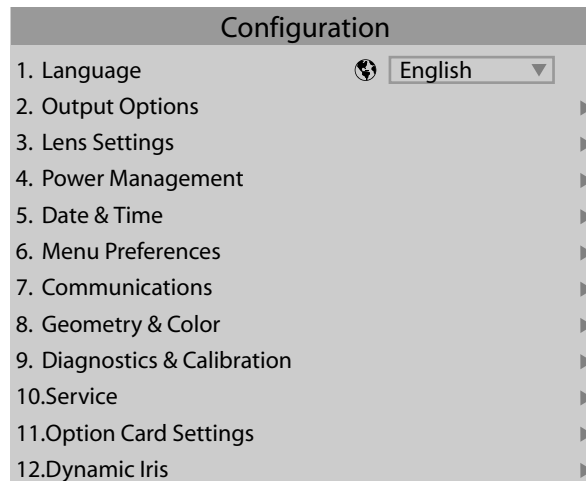 Configuration
1. Language English
2. Output Options
3. Lens Settings
4. Power Management
5. Date & Time
6. Menu Preferences
7. Communications
8. Geometry & Color
9. Diagnostics & Calibration
10.Service
11.Option Card Settings
12.Dynamic Iris